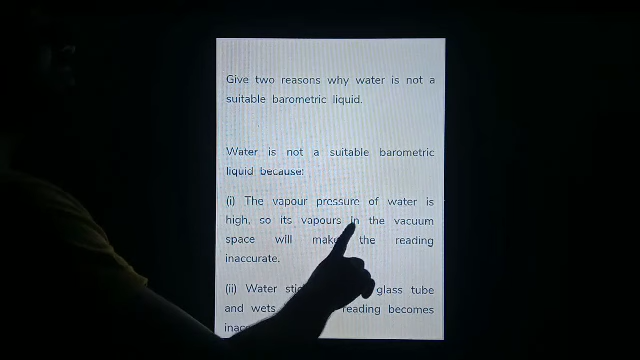 Give two reasons why water is not a
suitable barometric liquid.
Water is not a suitable barometric
liquid because:
(i) The vapour pressure of water is
high, so its vapours in the vacuum
space will make the reading
inaccurate.
(ii) Water glass tube
and wets reading becomes